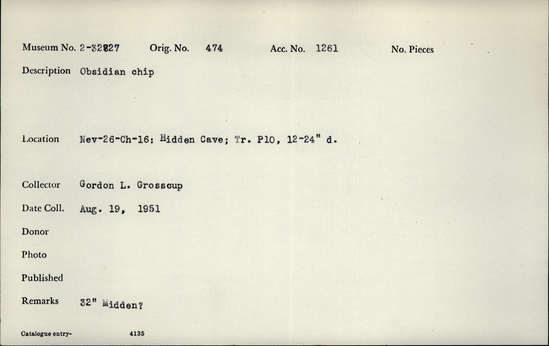 Museum No. 2-32827 Orig. No. 474 Acc. No. 1261 No. Pieces
Description Obsidian chip
Location Nev-26-Ch-16; Hidden Cave; Tr. P10, 12-24" d.
Collector Gordon L. Grosscup
Date Coll. Aug. 19, 1951
Donor
Photo
Published
Remarks 32" Midden?
Catalogue entry- 4135